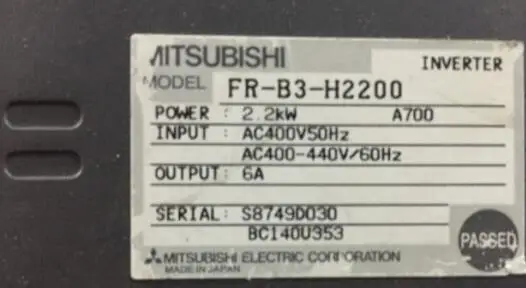 MITSUBISHI INVERTER
MODEL FR-B3-H2200
POWER : 2.2kW A700
INPUT : AC400V50Hz
AC400-440V/60Hz
OUTPUT: 6A
SERIAL: S8749D030
BC140U353
PASSED
MITSUBISHI ELECTRIC CORPORATION
MADE IN JAPAN